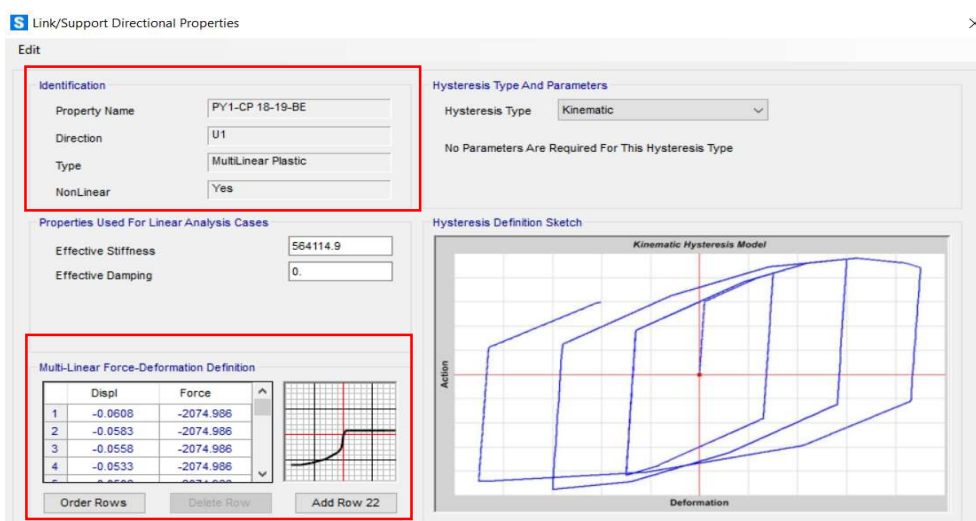 S Link/Support Directional Properties
Edit
Identification
Property Name PY1-CP 18-19-BE
Direction U1
Type MultiLinear Plastic
NonLinear Yes
Hysteresis Type And Parameters
Hysteresis Type Kinematic
No Parameters Are Required For This Hysteresis Type
Properties Used For Linear Analysis Cases
Effective Stiffness 564114.9
Effective Damping 0.
Hysteresis Definition Sketch
Kinematic Hysteresis Model
Action
Deformation
Multi-Linear Force-Deformation Definition
Displ Force
1 -0.0608 -2074.986
2 -0.0583 -2074.986
3 -0.0558 -2074.986
4 -0.0533 -2074.986
Order Rows Delete Row Add Row 22